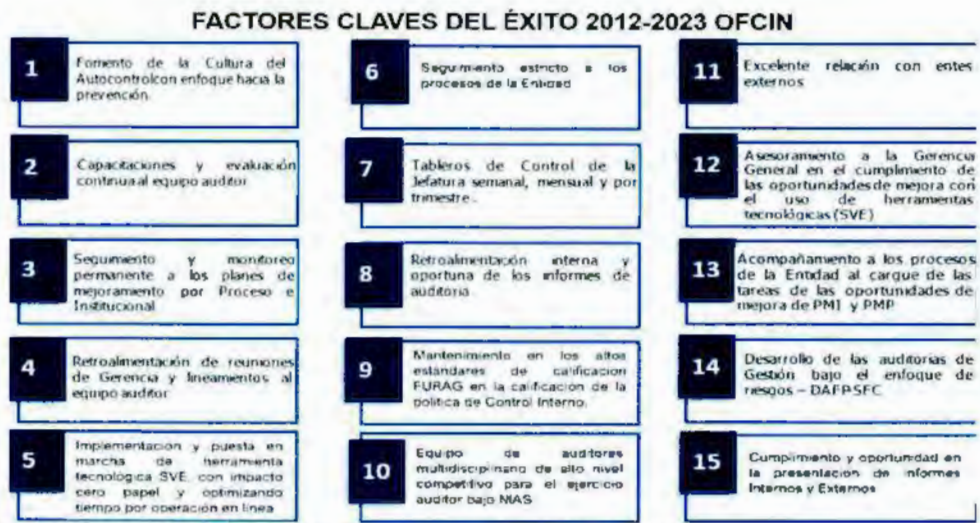 FACTORES CLAVES DEL ÉXITO 2012-2023 OFCIN
1
Fomento de la Cultura del
Autocontrolcon enfoque hacia la
prevención
2
Capacitaciones y evaluación
continua al equipo auditor
3
Seguimiento y monitoreo
permanente a los planes de
mejoramiento por Proceso e
Institucional
4
Retroalimentación de reuniones
de Gerencia y lineamientos al
equipo auditor
5
Implementación y puesta en
marcha de herramienta
tecnológica SVE, con impacto
cero papel y optimizando
tiempo por operación en línea
6
Seguimiento estricto a los
procesos de la Entidad
7
Tableros de Control de la
Jefatura semanal, mensual y por
trimestre.
8
Retroalimentación interna y
oportuna de los informes de
auditoria
9
Mantenimiento en los altos
estándares de calificación
FURAG en la calificación de la
política de Control Interno.
10
Equipo de auditores
multidisciplinario de alto nivel
competitivo para el ejercicio
auditor bajo NIAS
11
Excelente relación con entes
externos
12
Asesoramiento a la Gerencia
General en el cumplimiento de
las oportunidades de mejora con
el uso de herramientas
tecnológicas (SVE)
13
Acompañamiento a los procesos
de la Entidad al cargue de las
tareas de las oportunidades de
mejora de PMI y PMP
14
Desarrollo de las auditorías de
Gestión bajo el enfoque de
riesgos – DAFP-SFC
15
Cumplimiento y oportunidad en
la presentación de informes
Internos y Externos